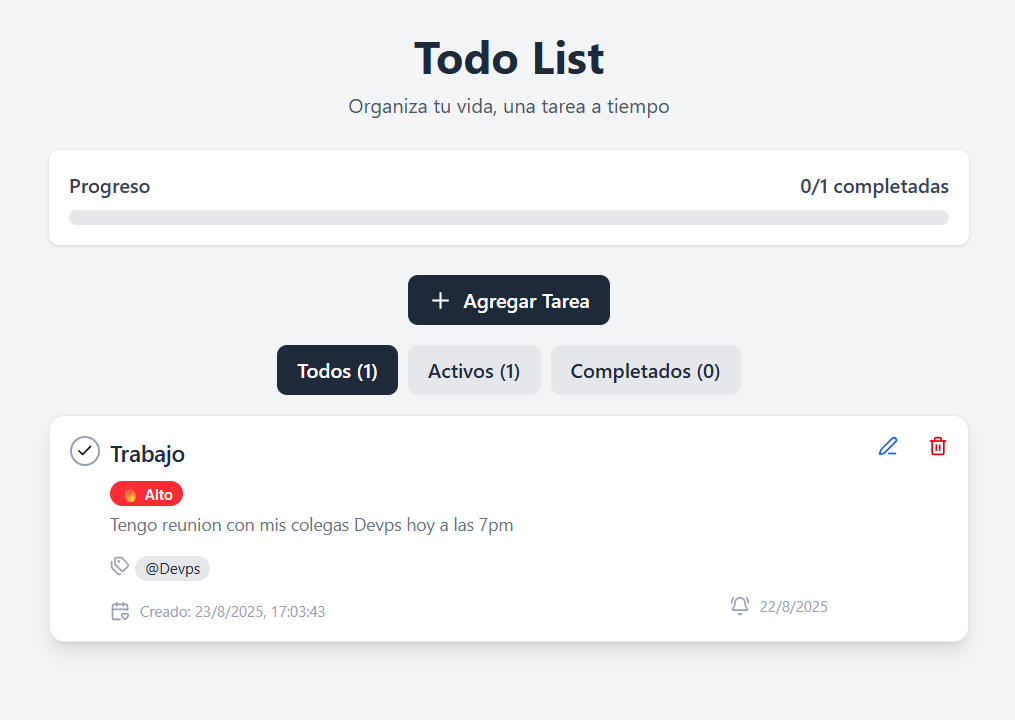 Todo List
Organiza tu vida, una tarea a tiempo
Progreso 0/1 completadas
Agregar Tarea
Todos (1) Activos (1) Completados (0)
Trabajo
Alto
Tengo reunion con mis colegas Devps hoy a las 7pm
@Devps
Creado: 23/8/2025, 17:03:43 22/8/2025